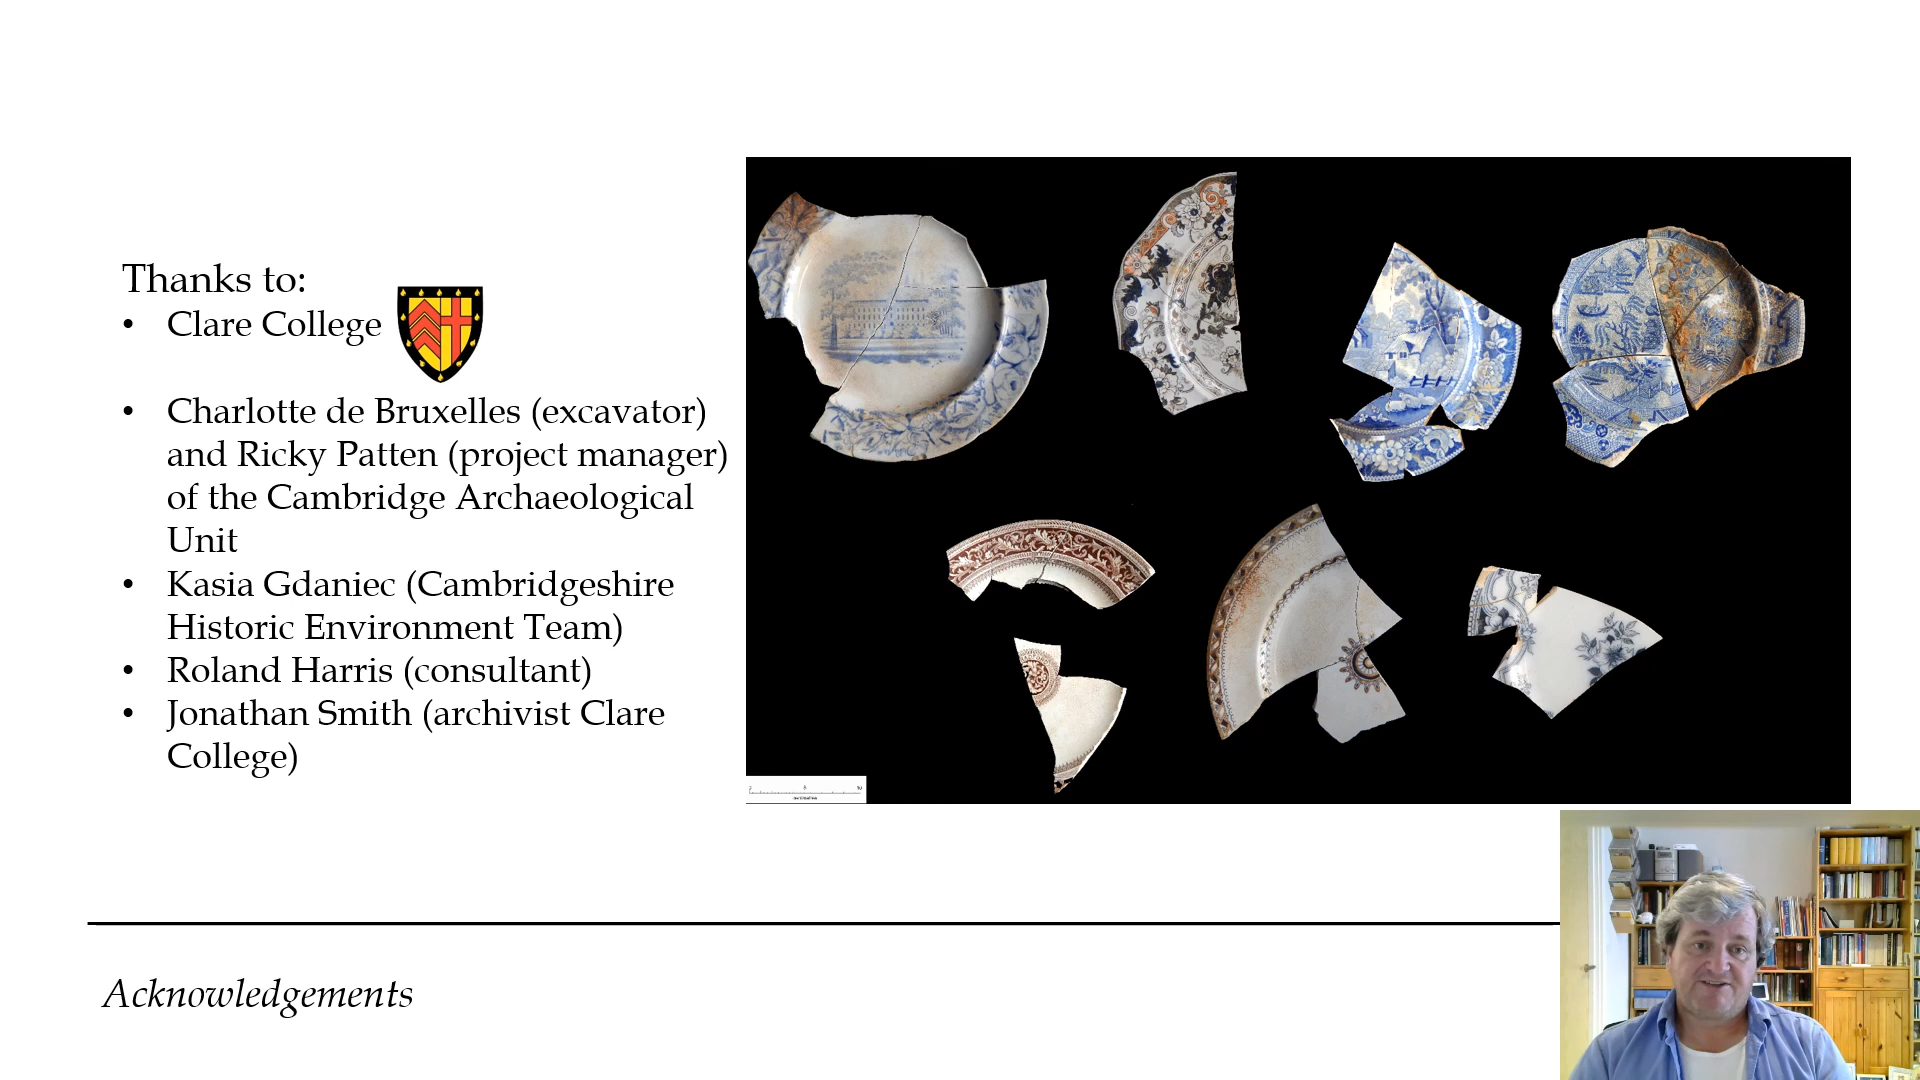 Thanks to:
• Clare College
• Charlotte de Bruxelles (excavator)
and Ricky Patten (project manager)
of the Cambridge Archaeological
Unit
• Kasia Gdaniec (Cambridgeshire
Historic Environment Team)
• Roland Harris (consultant)
• Jonathan Smith (archivist Clare
College)
Acknowledgements